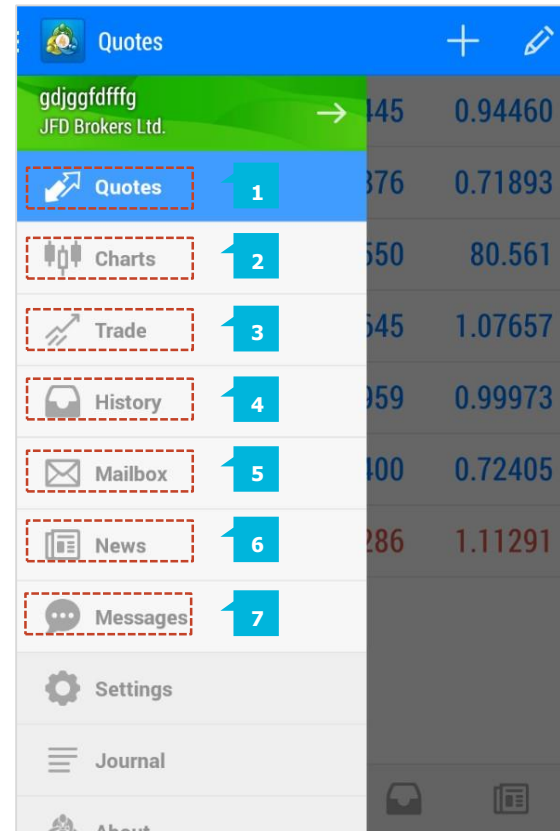 Quotes
gdjggfdfffg
JFD Brokers Ltd.
445 0.94460
Quotes 1 376 0.71893
Charts 2 550 80.561
Trade 3 545 1.07657
History 4 959 0.99973
Mailbox 5 400 0.72405
News 6 286 1.11291
Messages 7
Settings
Journal
About